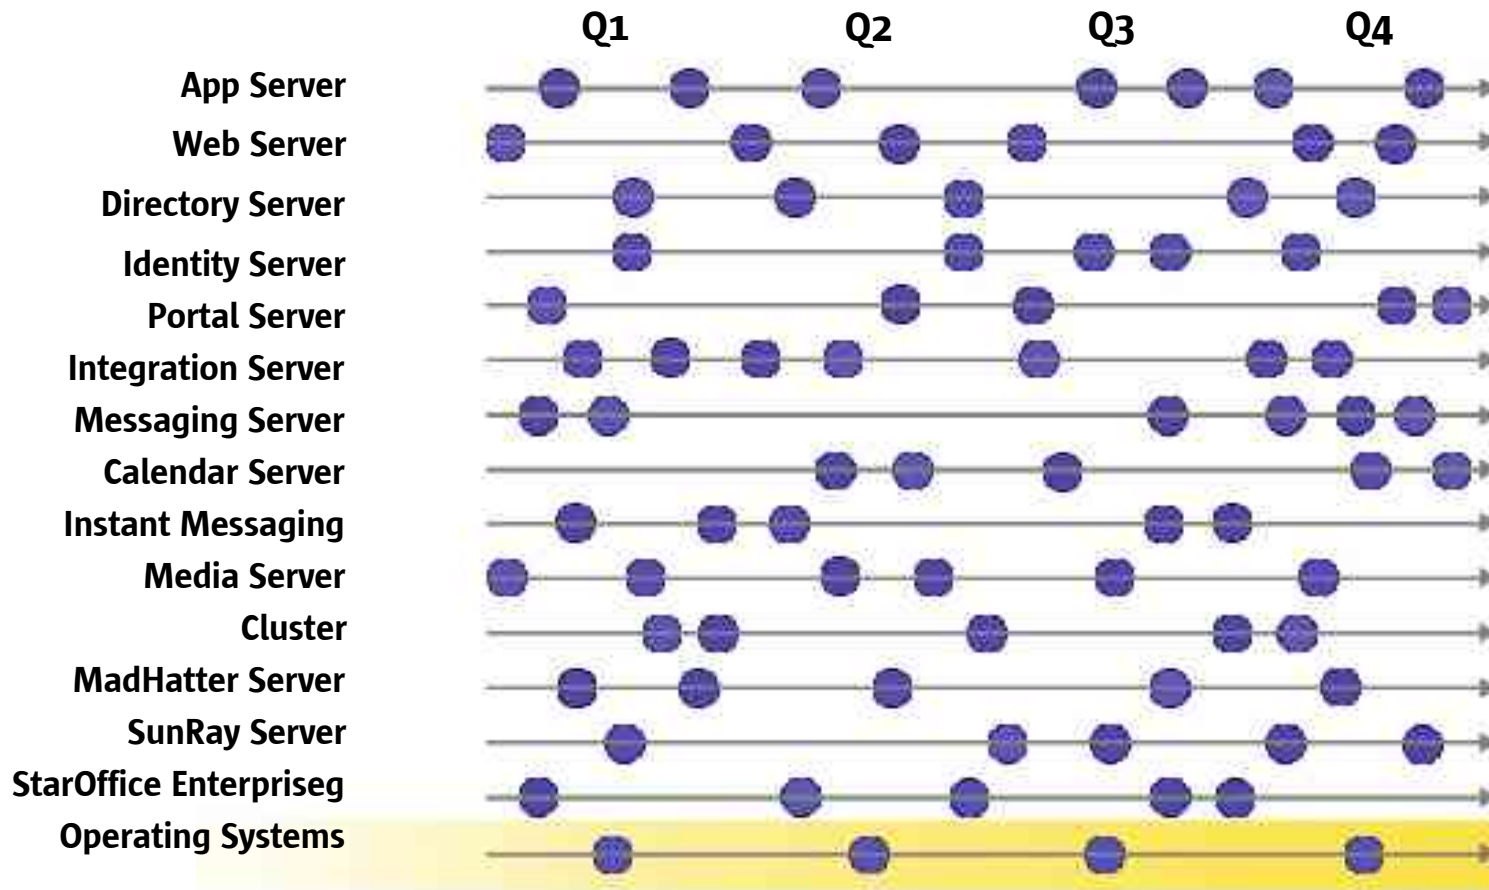 Q1 Q2 Q3 Q4
App Server
Web Server
Directory Server
Identity Server
Portal Server
Integration Server
Messaging Server
Calendar Server
Instant Messaging
Media Server
Cluster
MadHatter Server
SunRay Server
StarOffice Enterpriseg
Operating Systems